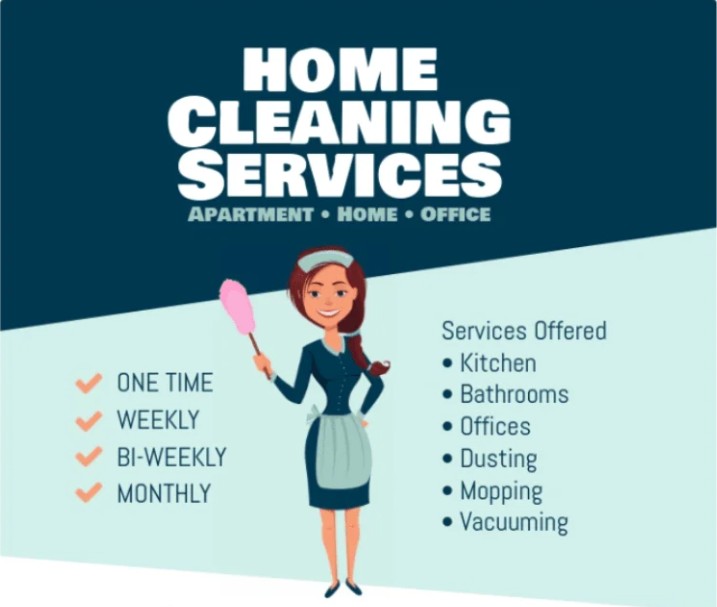 HOME
CLEANING
SERVICES
APARTMENT • HOME • OFFICE
ONE TIME
WEEKLY
BI-WEEKLY
MONTHLY
Services Offered
• Kitchen
• Bathrooms
• Offices
• Dusting
• Mopping
• Vacuuming